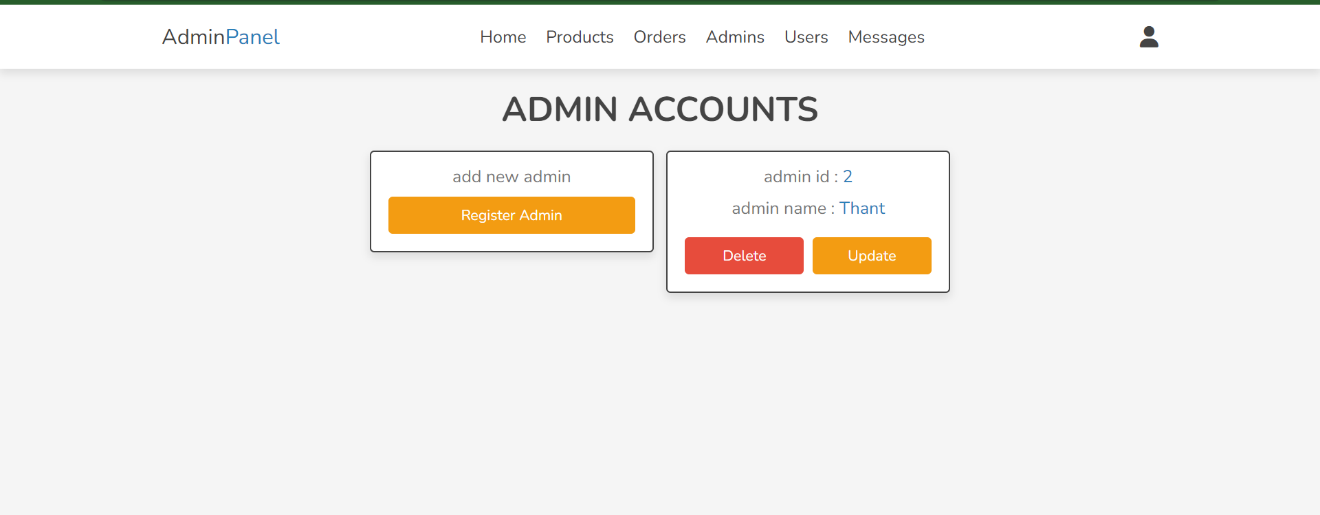 AdminPanel
Home Products Orders Admins Users Messages
ADMIN ACCOUNTS
add new admin
Register Admin
admin id : 2
admin name : Thant
Delete Update